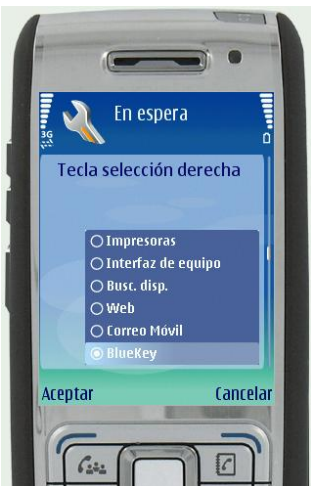 En espera
3G
Tecla selección derecha
Impresoras
Interfaz de equipo
Busc. disp.
Web
Correo Móvil
BlueKey
Aceptar
Cancelar